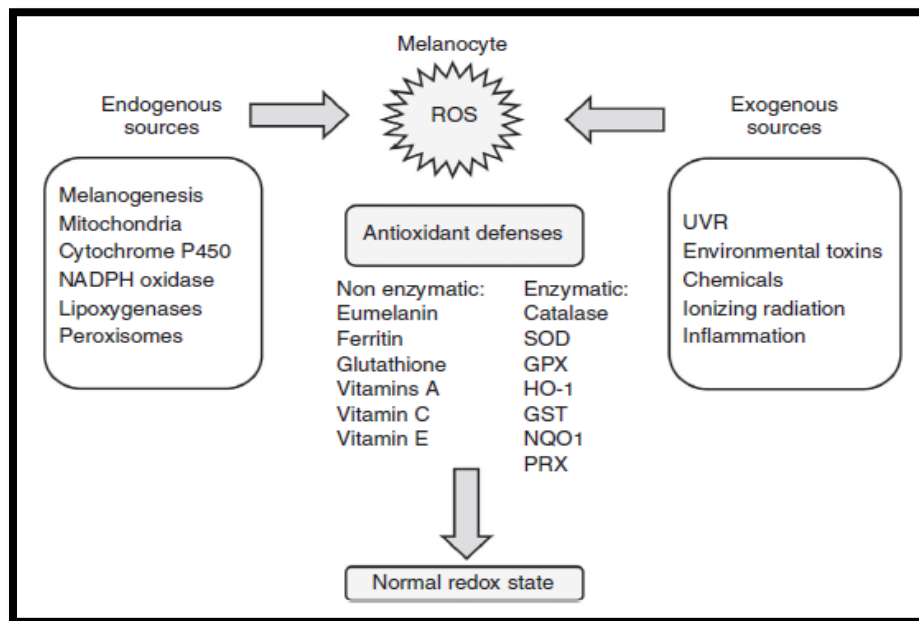 Melanocyte
ROS
Endogenous
sources
Exogenous
sources
Melanogenesis
Mitochondria
Cytochrome P450
NADPH oxidase
Lipoxygenases
Peroxisomes
Antioxidant defenses
Non enzymatic:
Eumelanin
Ferritin
Glutathione
Vitamins A
Vitamin C
Vitamin E
Enzymatic:
Catalase
SOD
GPX
HO-1
GST
NQO1
PRX
UVR
Environmental toxins
Chemicals
Ionizing radiation
Inflammation
Normal redox state